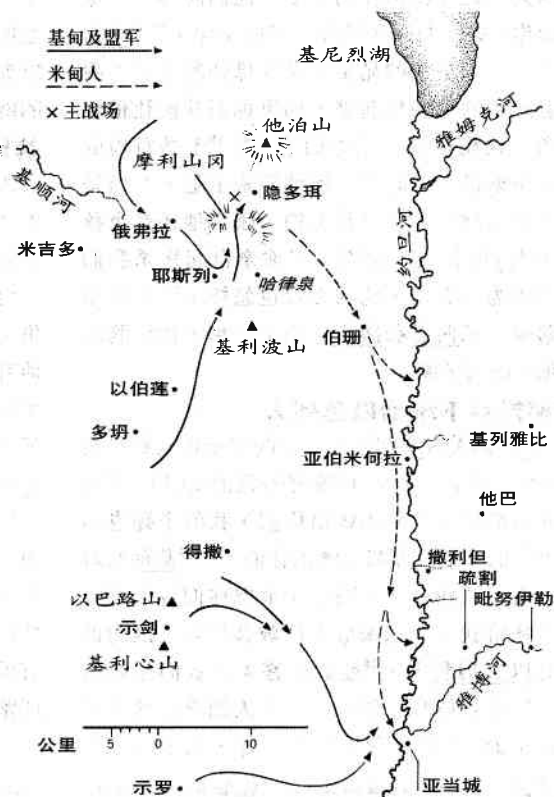 基甸及盟军
米甸人
×主战场
基尼烈湖
雅姆克河
他泊山
摩利山冈
隐多珥
基顺河
俄弗拉
米吉多
耶斯列
哈律泉
约旦河
基利波山
伯珊
以伯莲
多坍
基列雅比
亚伯米何拉
他巴
得撒
撒利但
疏割
毗努伊勒
以巴路山
示剑
基利心山
雅博河
公里 5 0 10
示罗
亚当城